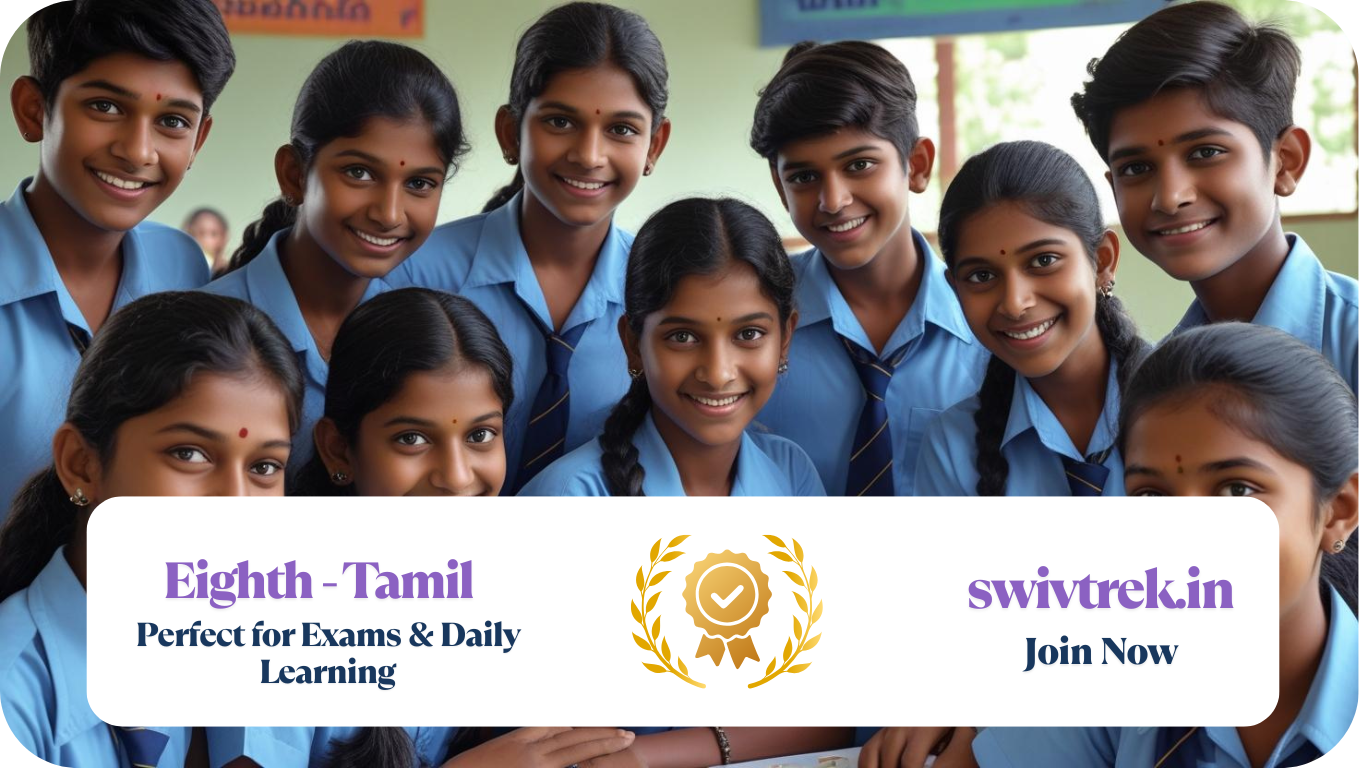 Eighth - Tamil
Perfect for Exams & Daily
Learning
swivtrek.in
Join Now